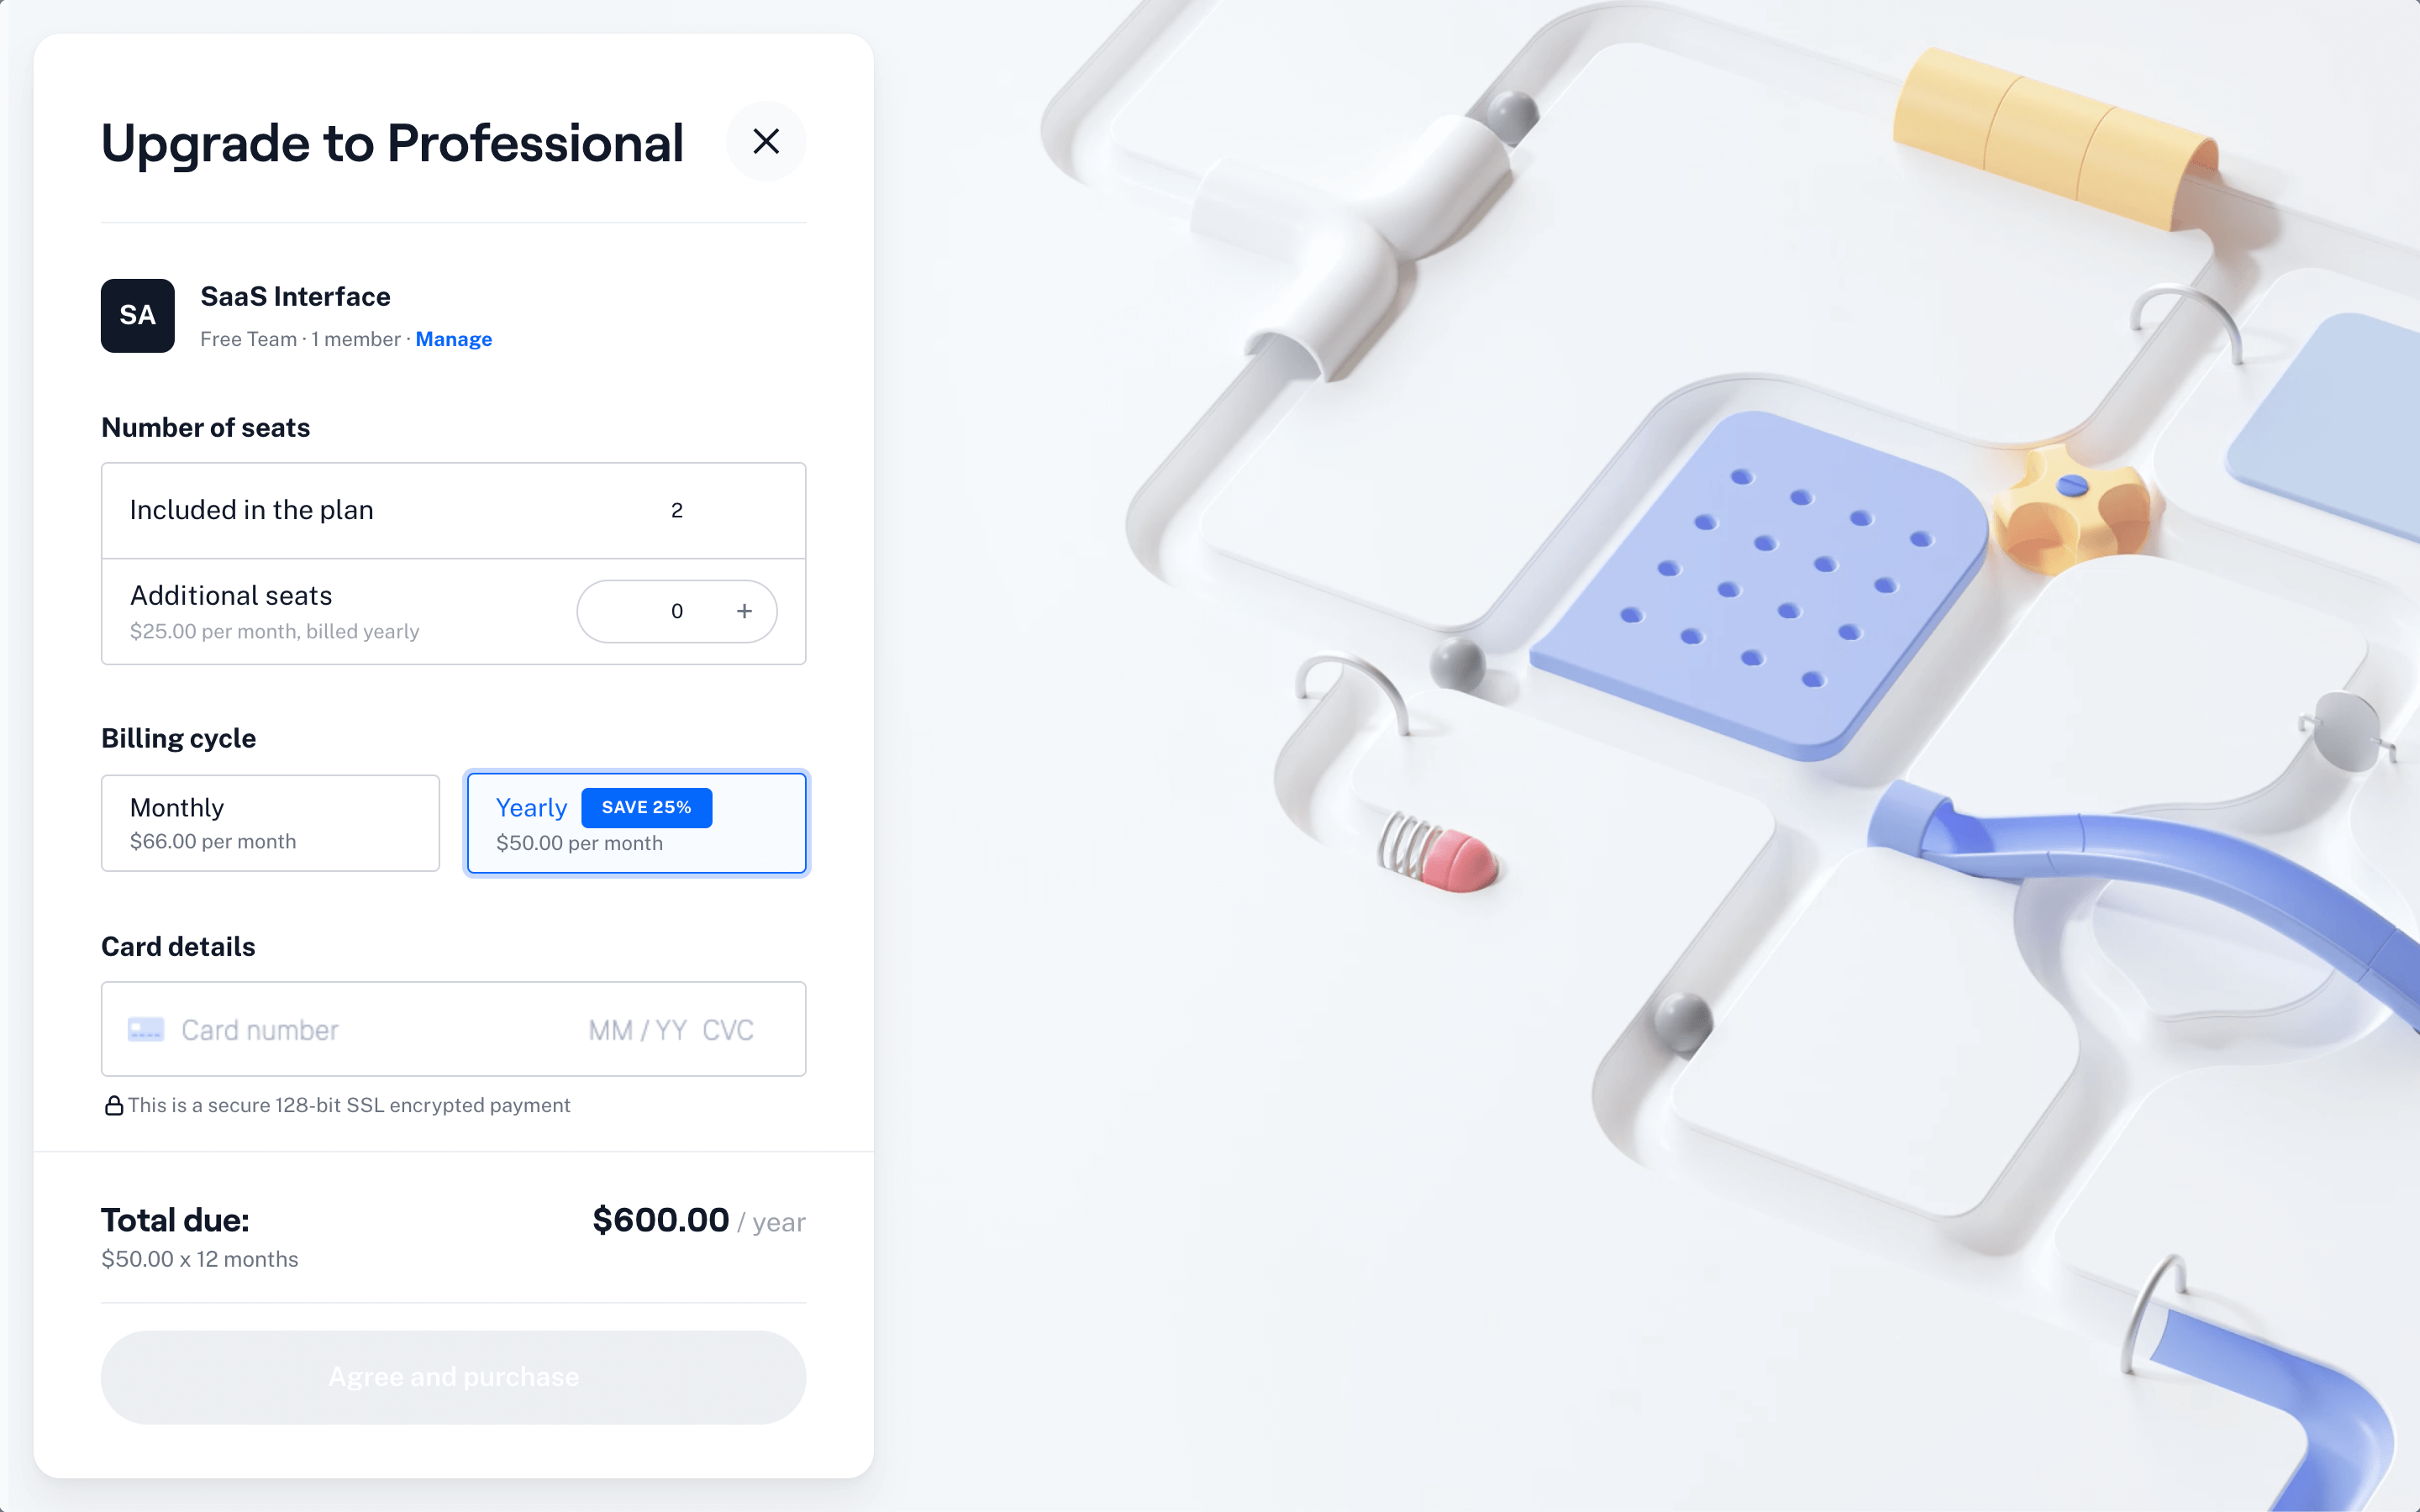 Upgrade to Professional
SA
SaaS Interface
Free Team · 1 member · Manage
Number of seats
Included in the plan 2
Additional seats
$25.00 per month, billed yearly
0 +
Billing cycle
Monthly
$66.00 per month
Yearly SAVE 25%
$50.00 per month
Card details
Card number MM / YY CVC
This is a secure 128-bit SSL encrypted payment
Total due: $600.00 / year
$50.00 x 12 months
Agree and purchase